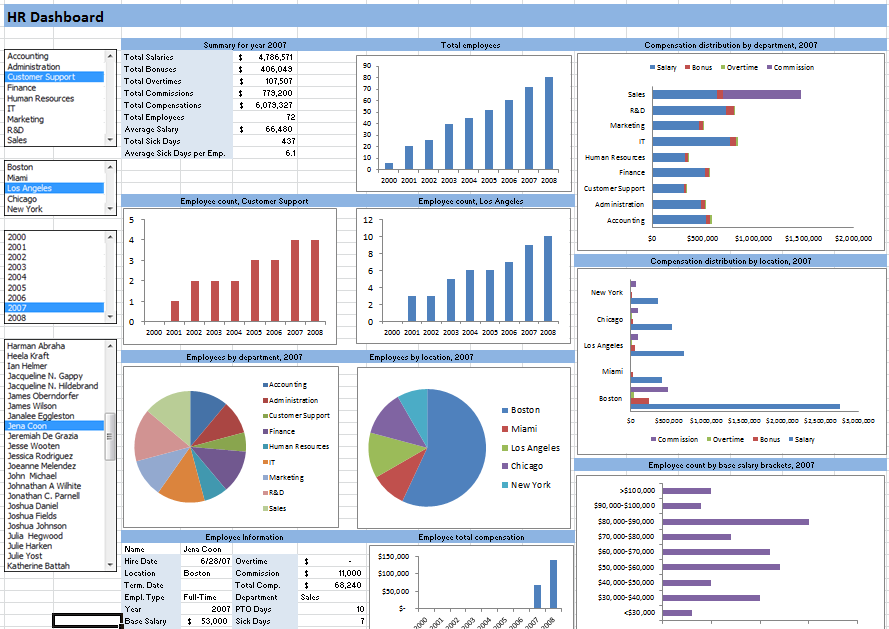 HR Dashboard
Accounting
Administration
Customer Support
Finance
Human Resources
IT
Marketing
R&D
Sales
Boston
Miami
Los Angeles
Chicago
New York
2000
2001
2002
2003
2004
2005
2006
2007
2008
Harman Abraha
Heela Kraft
Ian Helmer
Jacqueline N. Gappy
Jacqueline N. Hildebrand
James Oberndorfer
James Wilson
Janalee Eggleston
Jena Coon
Jeremiah De Grazia
Jesse Wooten
Jessica Rodriguez
Joeanne Melendez
John Michael
Johnathan A Wilhite
Jonathan C. Parnell
Joshua Daniel
Joshua Fields
Joshua Johnson
Julia Hegwood
Julie Harken
Julie Yost
Katherine Battah
Summary for year 2007
Total Salaries $ 4,786,571
Total Bonuses $ 406,049
Total Overtimes $ 107,507
Total Commissions $ 779,200
Total Compensations $ 6,079,327
Total Employees 72
Average Salary $ 66,480
Total Sick Days 437
Average Sick Days per Emp. 6.1
Total employees
90
80
70
60
50
40
30
20
10
0
2000 2001 2002 2003 2004 2005 2006 2007 2008
Compensation distribution by department, 2007
Salary Bonus Overtime Commission
Sales
R&D
Marketing
IT
Human Resources
Finance
Customer Support
Administration
Accounting
$0 $500,000 $1,000,000 $1,500,000 $2,000,000
Employee count, Customer Support
5
4
3
2
1
0
2000 2001 2002 2003 2004 2005 2006 2007 2008
Employee count, Los Angeles
12
10
8
6
4
2
0
2000 2001 2002 2003 2004 2005 2006 2007 2008
Compensation distribution by location, 2007
New York
Chicago
Los Angeles
Miami
Boston
$0 $500,000 $1,000,000 $1,500,000 $2,000,000 $2,500,000 $3,000,000
Commission Overtime Bonus Salary
Employees by department, 2007
Accounting
Administration
Customer Support
Finance
Human Resources
IT
Marketing
R&D
Sales
Employees by location, 2007
Boston
Miami
Los Angeles
Chicago
New York
Employee count by base salary brackets, 2007
>$100,000
$90,000-$100,000
$80,000-$90,000
$70,000-$80,000
$60,000-$70,000
$50,000-$60,000
$40,000-$50,000
$30,000-$40,000
<$30,000
Employee Information
Name Jena Coon
Hire Date 6/28/07 Overtime $ -
Location Boston Commission $ 11,000
Term. Date Total Comp. $ 68,240
Empl. Type Full-Time Department Sales
Year 2007 PTO Days 10
Base Salary $ 53,000 Sick Days 7
Employee total compensation
$150,000
$100,000
$50,000
$-
2000 2001 2002 2003 2004 2005 2006 2007 2008